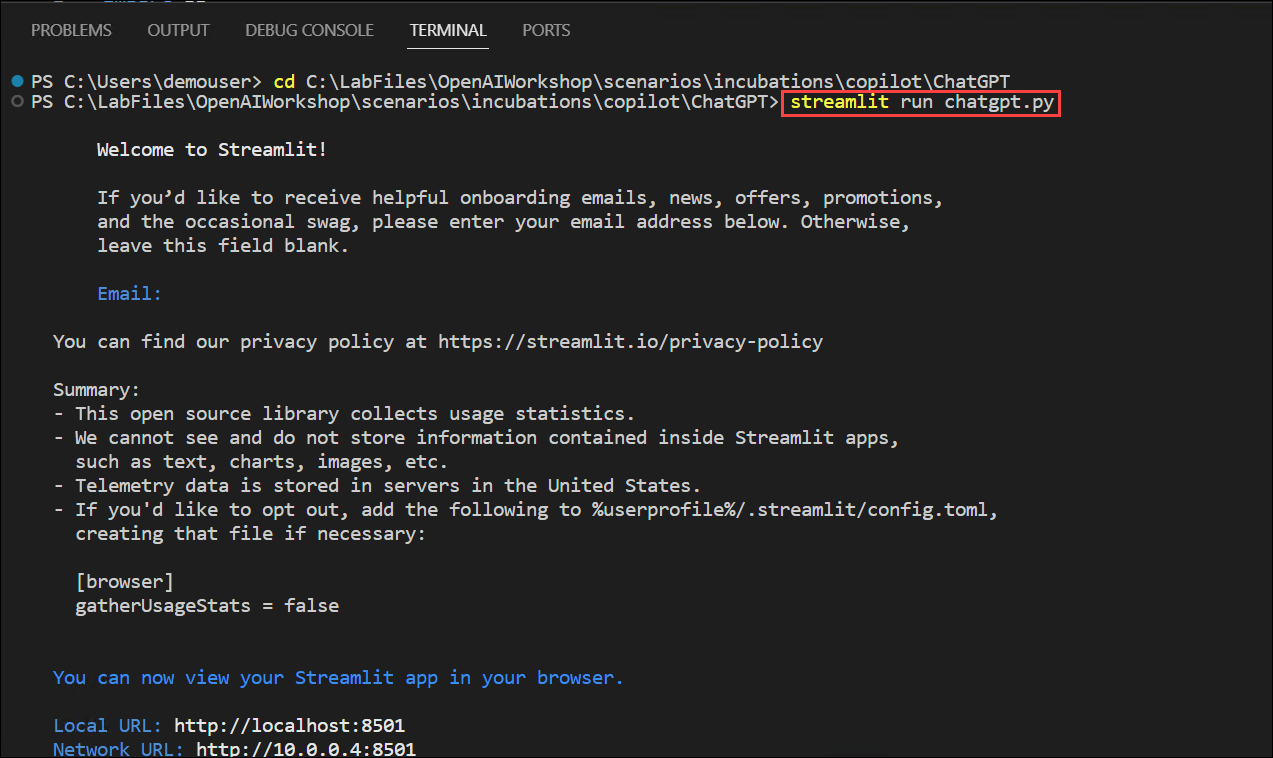 PROBLEMS OUTPUT DEBUG CONSOLE TERMINAL PORTS
PS C:\Users\demouser> cd C:\LabFiles\OpenAIWorkshop\scenarios\incubations\copilot\ChatGPT
PS C:\LabFiles\OpenAIWorkshop\scenarios\incubations\copilot\ChatGPT> streamlit run chatgpt.py
Welcome to Streamlit!
If you’d like to receive helpful onboarding emails, news, offers, promotions,
and the occasional swag, please enter your email address below. Otherwise,
leave this field blank.
Email:
You can find our privacy policy at https://streamlit.io/privacy-policy
Summary:
- This open source library collects usage statistics.
- We cannot see and do not store information contained inside Streamlit apps,
such as text, charts, images, etc.
- Telemetry data is stored in servers in the United States.
- If you'd like to opt out, add the following to %userprofile%/.streamlit/config.toml,
creating that file if necessary:
[browser]
gatherUsageStats = false
You can now view your Streamlit app in your browser.
Local URL: http://localhost:8501
Network URL: http://10.0.0.4:8501